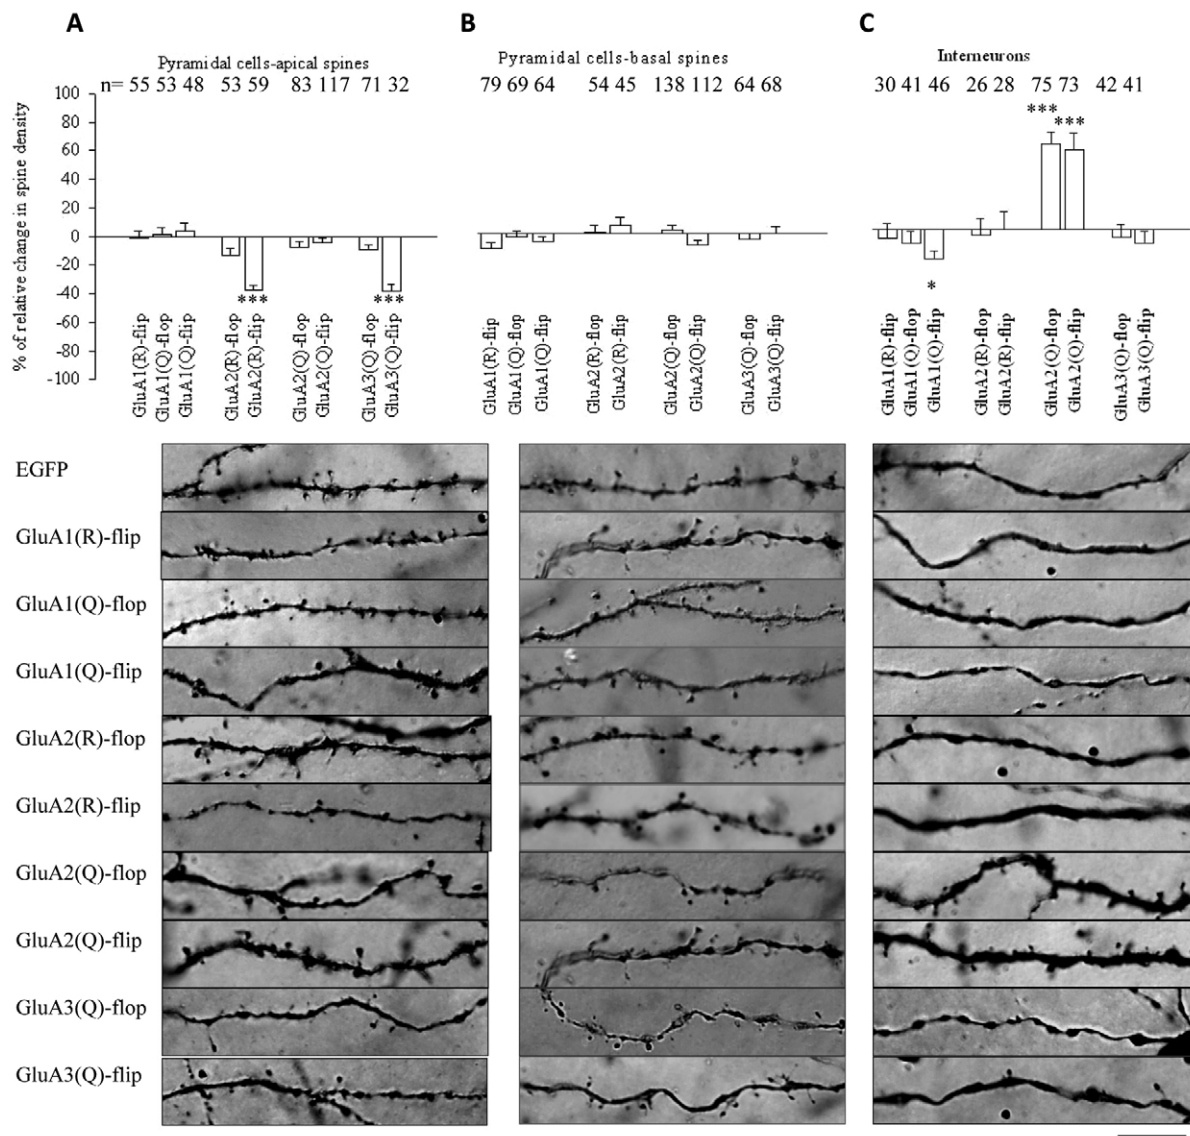 A
B
C
Pyramidal cells-apical spines
Pyramidal cells-basal spines
Interneurons
n= 55 53 48 53 59 83 117 71 32
79 69 64 54 45 138 112 64 68
30 41 46 26 28 75 73 42 41
% of relative change in spine density
100
80
60
40
20
0
-20
-40
-60
-80
-100
*** ***
*** ***
*
GluA1(R)-flip
GluA1(Q)-flop
GluA1(Q)-flip
GluA2(R)-flop
GluA2(R)-flip
GluA2(Q)-flop
GluA2(Q)-flip
GluA3(Q)-flop
GluA3(Q)-flip
GluA1(R)-flip
GluA1(Q)-flop
GluA1(Q)-flip
GluA2(R)-flop
GluA2(R)-flip
GluA2(Q)-flop
GluA2(Q)-flip
GluA3(Q)-flop
GluA3(Q)-flip
GluA1(R)-flip
GluA1(Q)-flop
GluA1(Q)-flip
GluA2(R)-flop
GluA2(R)-flip
GluA2(Q)-flop
GluA2(Q)-flip
GluA3(Q)-flop
GluA3(Q)-flip
EGFP
GluA1(R)-flip
GluA1(Q)-flop
GluA1(Q)-flip
GluA2(R)-flop
GluA2(R)-flip
GluA2(Q)-flop
GluA2(Q)-flip
GluA3(Q)-flop
GluA3(Q)-flip